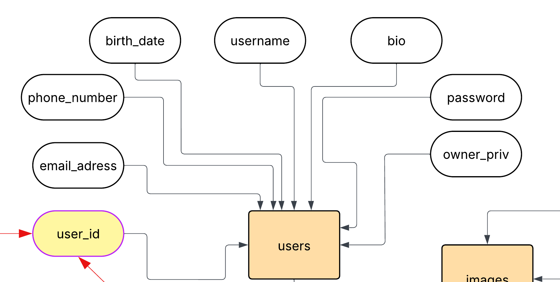 birth_date
username
bio
phone_number
password
email_adress
owner_priv
user_id
users
images